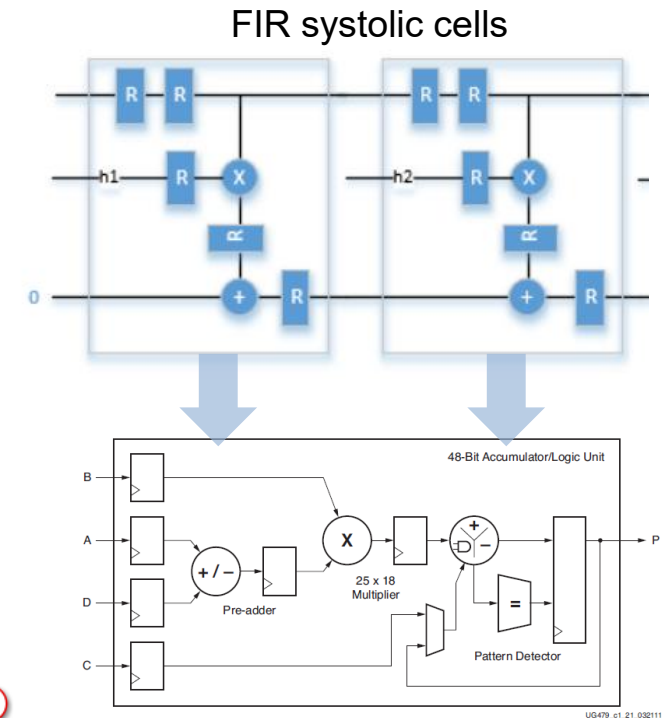 FIR systolic cells
R R R R
h1 R X h2 R X
R R
0 + R + R
48-Bit Accumulator/Logic Unit
B
A X + − P
+ / −
25 x 18
Multiplier
D Pre-adder =
C Pattern Detector
UG479_c1_21_032111